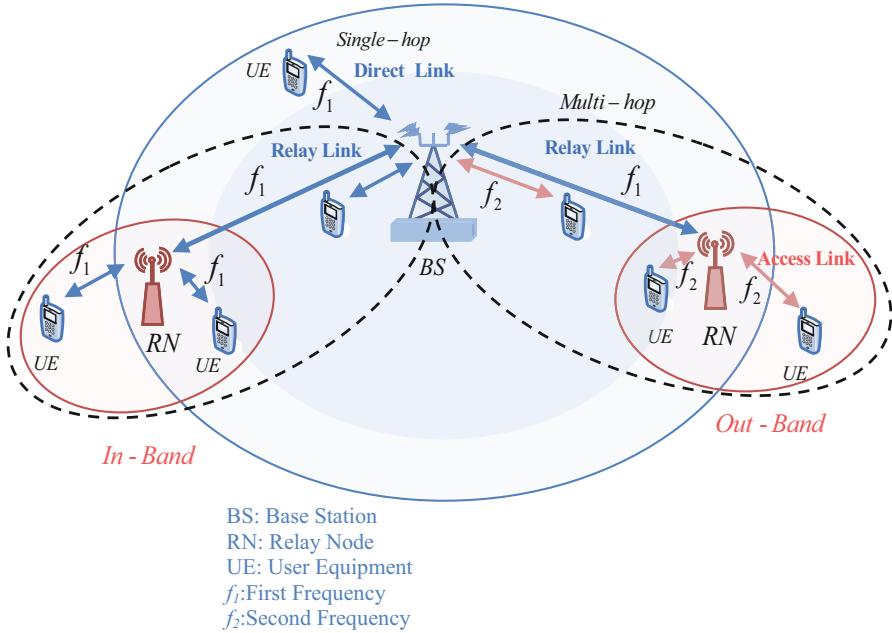 Single-hop
UE
Direct Link
f1
Multi-hop
Relay Link
Relay Link
f1
f2
f1
BS
f1
f1
Access Link
f2
f2
UE
RN
UE
UE
RN
UE
In - Band
Out - Band
BS: Base Station
RN: Relay Node
UE: User Equipment
f1:First Frequency
f2:Second Frequency